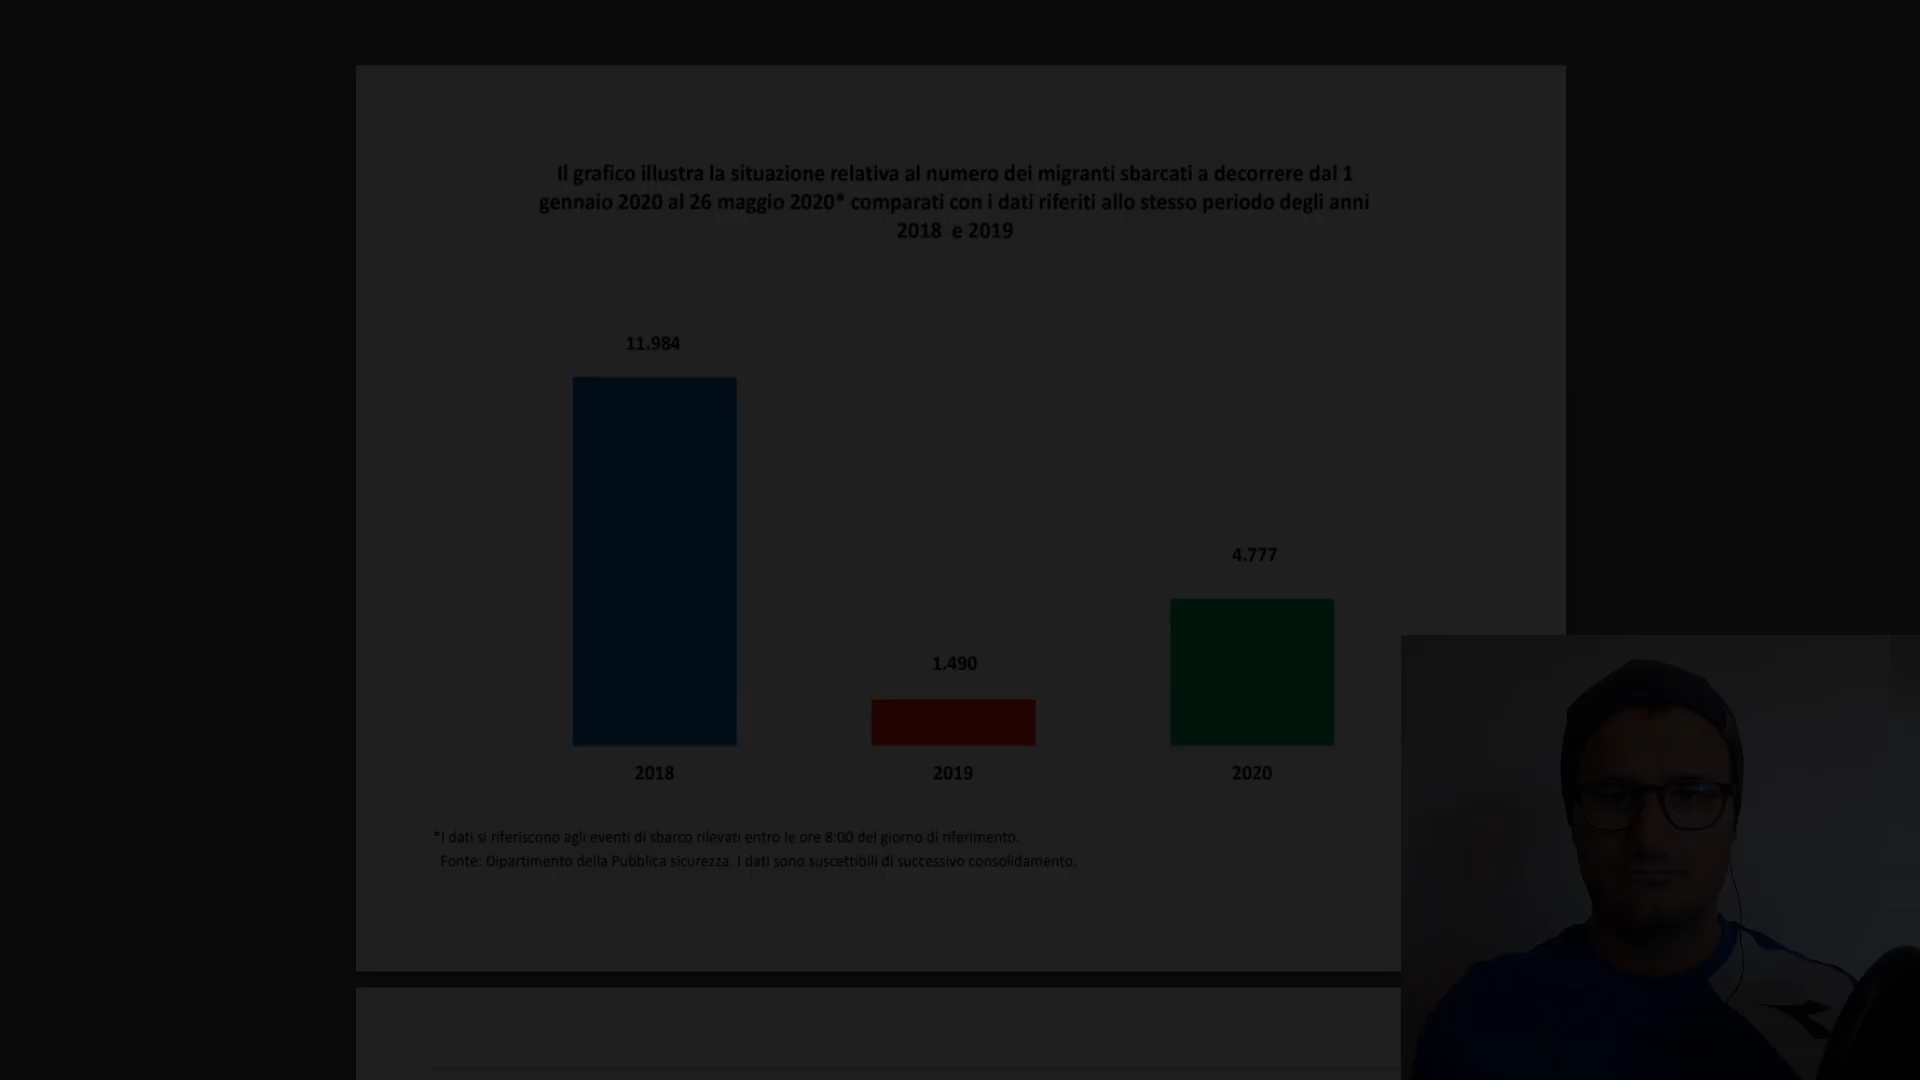 Il grafico illustra la situazione relativa al numero dei migranti sbarcati a decorrere dal 1
gennaio 2020 al 26 maggio 2020* comparati con i dati riferiti allo stesso periodo degli anni
2018 e 2019
11.984
4.777
1.490
2018
2019
2020
*I dati si riferiscono agli eventi di sbarco rilevati entro le ore 8:00 del giorno di riferimento.
Fonte: Dipartimento della Pubblica sicurezza. I dati sono suscettibili di successivo consolidamento.